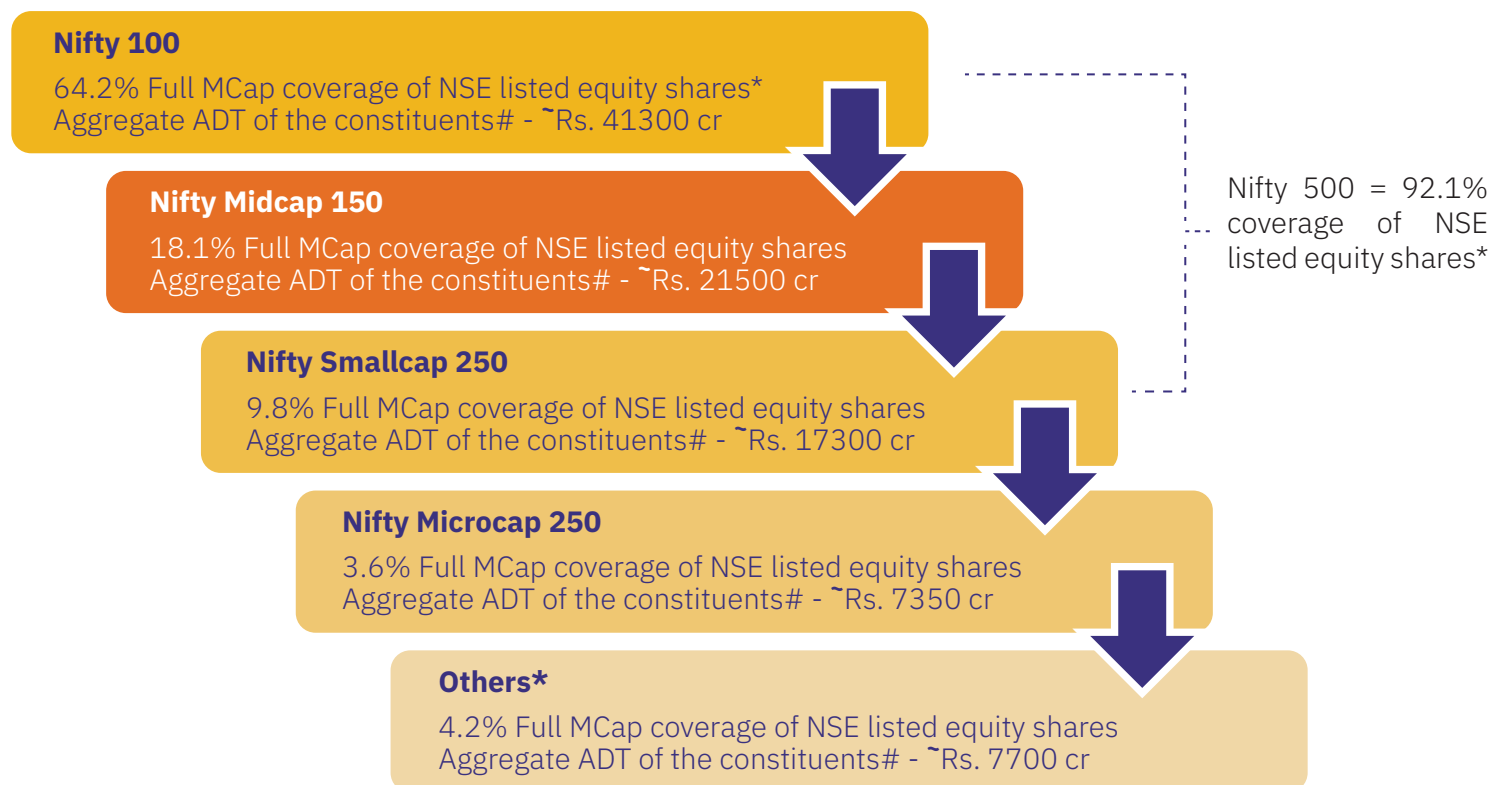 Nifty 100
64.2% Full MCap coverage of NSE listed equity shares*
Aggregate ADT of the constituents# - ~Rs. 41300 cr
Nifty Midcap 150
18.1% Full MCap coverage of NSE listed equity shares
Aggregate ADT of the constituents# - ~Rs. 21500 cr
Nifty 500 = 92.1%
coverage of NSE
listed equity shares*
Nifty Smallcap 250
9.8% Full MCap coverage of NSE listed equity shares
Aggregate ADT of the constituents# - ~Rs. 17300 cr
Nifty Microcap 250
3.6% Full MCap coverage of NSE listed equity shares
Aggregate ADT of the constituents# - ~Rs. 7350 cr
Others*
4.2% Full MCap coverage of NSE listed equity shares
Aggregate ADT of the constituents# - ~Rs. 7700 cr